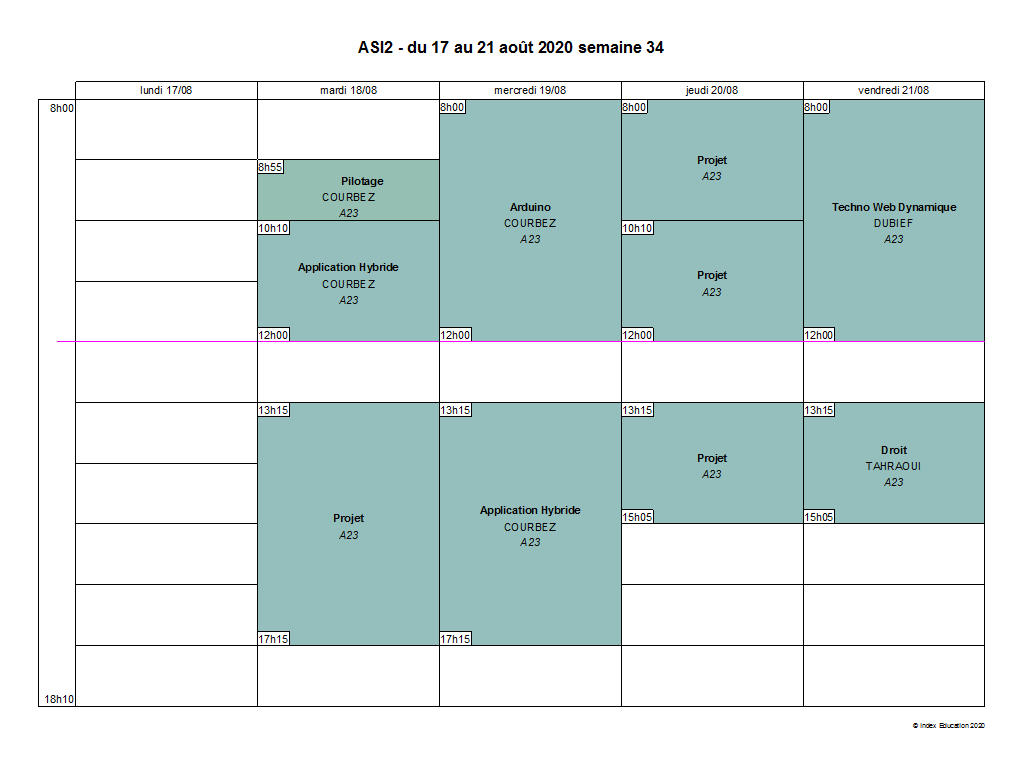 ASI2 - du 17 au 21 août 2020 semaine 34
lundi 17/08
mardi 18/08
mercredi 19/08
jeudi 20/08
vendredi 21/08
8h00
18h10
8h55
Pilotage
COURBEZ
A23
10h10
Application Hybride
COURBEZ
A23
12h00
13h15
Projet
A23
17h15
8h00
Arduino
COURBEZ
A23
12h00
13h15
Application Hybride
COURBEZ
A23
17h15
8h00
Projet
A23
10h10
Projet
A23
12h00
13h15
Projet
A23
15h05
8h00
Techno Web Dynamique
DUBIEF
A23
12h00
13h15
Droit
TAHRAOUI
A23
15h05
© Index Education 2020